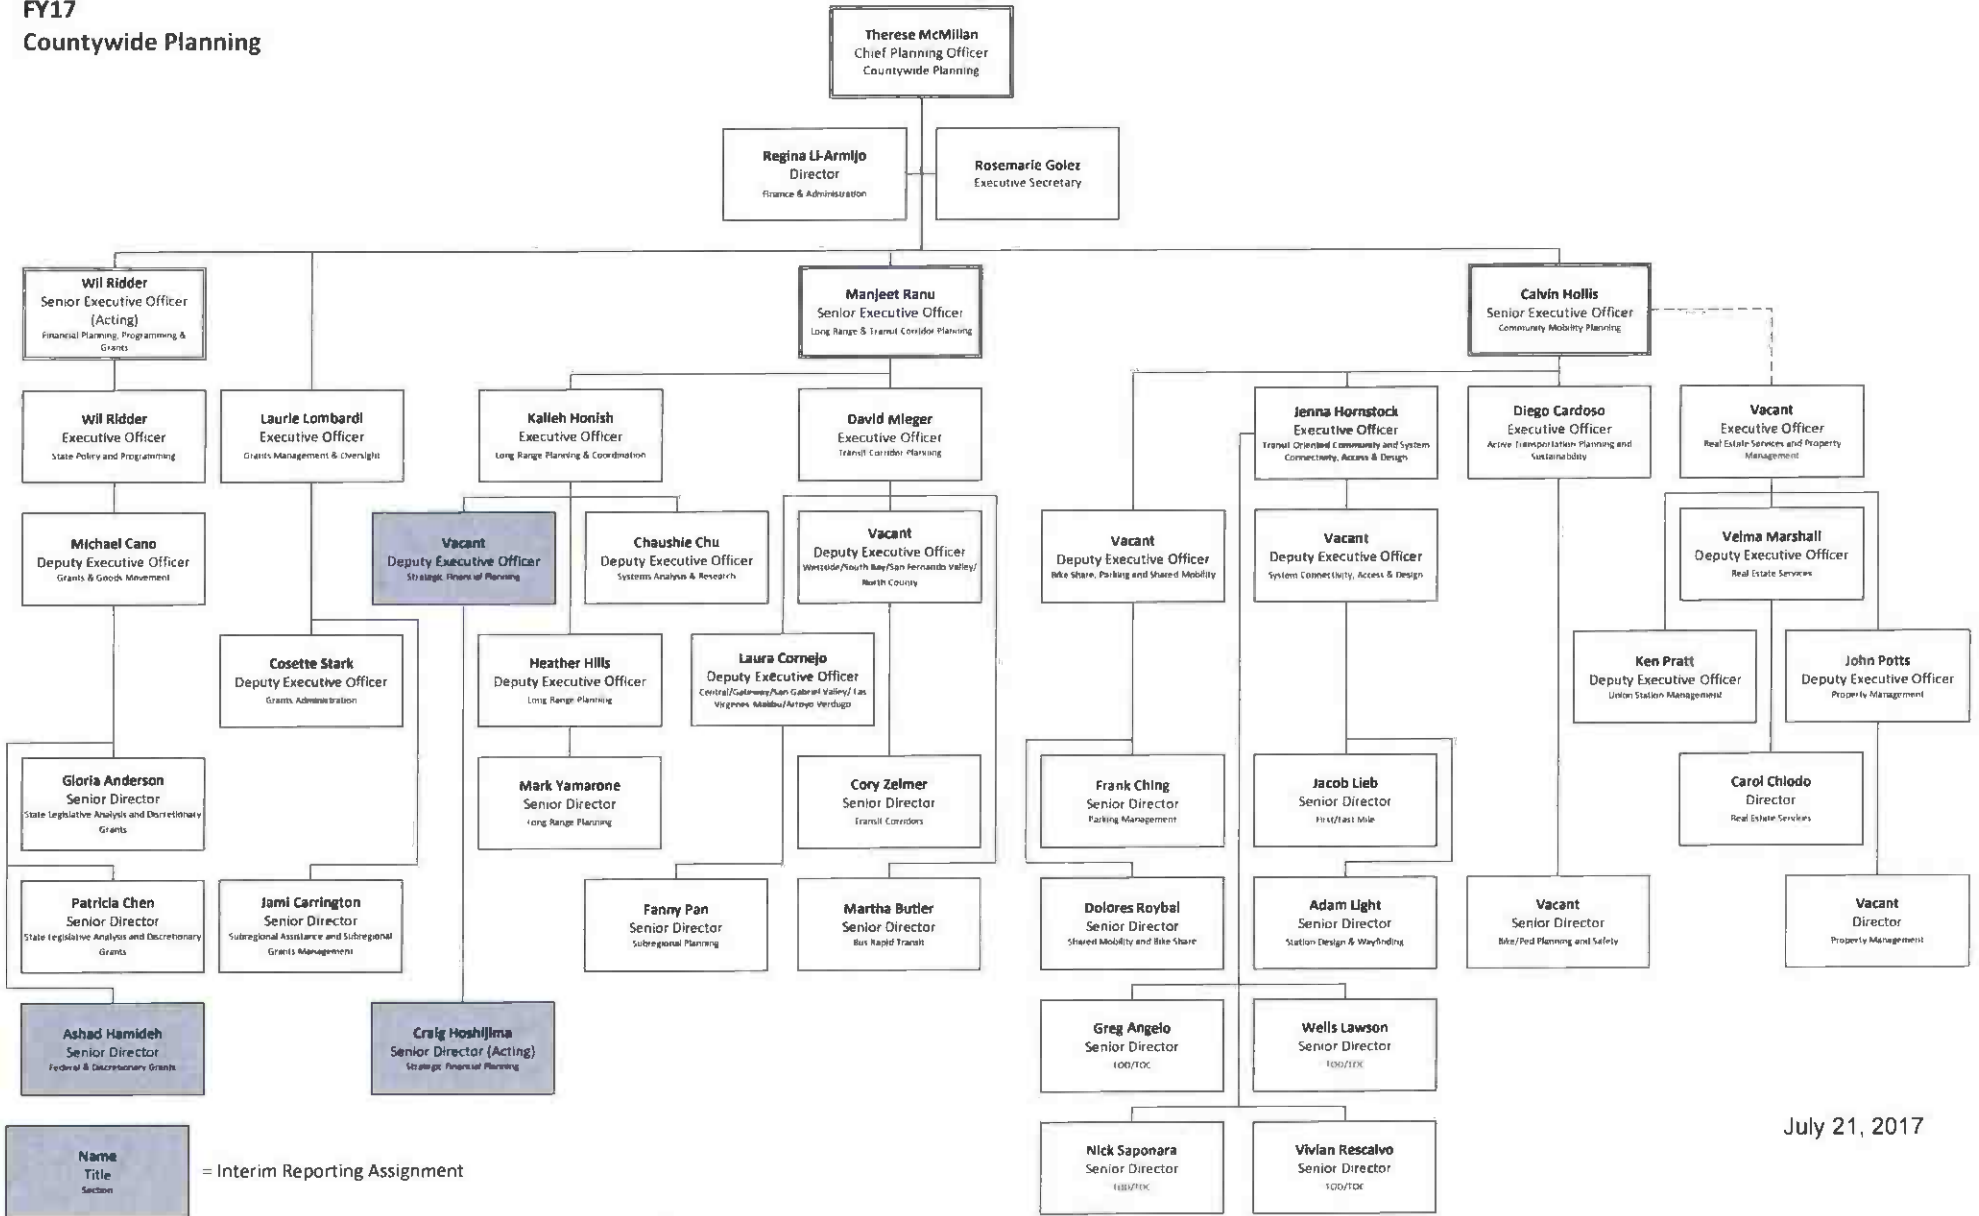 FY17
Countywide Planning
Therese McMillan
Chief Planning Officer
Countywide Planning
Regina Li-Armijo
Director
Finance & Administration
Rosemarie Golez
Executive Secretary
Wil Ridder
Senior Executive Officer
(Acting)
Financial Planning, Programming &
Grants
Manjeet Ranu
Senior Executive Officer
Long Range & Transit Corridor Planning
Calvin Hollis
Senior Executive Officer
Community Mobility Planning
Wil Ridder
Executive Officer
State Policy and Programming
Laurie Lombardi
Executive Officer
Grants Management & Oversight
Kalieh Honish
Executive Officer
Long Range Planning & Coordination
David Mieger
Executive Officer
Transit Corridor Planning
Jenna Hornstock
Executive Officer
Transit Oriented Community and System
Connectivity, Access & Design
Diego Cardoso
Executive Officer
Active Transportation Planning and
Sustainability
Vacant
Executive Officer
Real Estate Services and Property
Management
Michael Cano
Deputy Executive Officer
Grants & Goods Movement
Vacant
Deputy Executive Officer
Strategic Financial Planning
Chaushie Chu
Deputy Executive Officer
Systems Analysis & Research
Vacant
Deputy Executive Officer
Westside/South Bay/San Fernando Valley/
North County
Vacant
Deputy Executive Officer
Bike Share, Parking and Shared Mobility
Vacant
Deputy Executive Officer
System Connectivity, Access & Design
Velma Marshall
Deputy Executive Officer
Real Estate Services
Cosette Stark
Deputy Executive Officer
Grants Administration
Heather Hills
Deputy Executive Officer
Long Range Planning
Laura Cornejo
Deputy Executive Officer
Central/Gateway/San Gabriel Valley/ Las
Virgenes Malibu/Arroyo Verdugo
Ken Pratt
Deputy Executive Officer
Union Station Management
John Potts
Deputy Executive Officer
Property Management
Gloria Anderson
Senior Director
State Legislative Analysis and Discretionary
Grants
Mark Yamarone
Senior Director
Long Range Planning
Cory Zelmer
Senior Director
Transit Corridors
Frank Ching
Senior Director
Parking Management
Jacob Lieb
Senior Director
First/Last Mile
Carol Chiodo
Director
Real Estate Services
Patricia Chen
Senior Director
State Legislative Analysis and Discretionary
Grants
Jami Carrington
Senior Director
Subregional Assistance and Subregional
Grants Management
Fanny Pan
Senior Director
Subregional Planning
Martha Butler
Senior Director
Bus Rapid Transit
Dolores Roybal
Senior Director
Shared Mobility and Bike Share
Adam Light
Senior Director
Station Design & Wayfinding
Vacant
Senior Director
Bike/Ped Planning and Safety
Vacant
Director
Property Management
Ashad Hamideh
Senior Director
Federal & Discretionary Grants
Craig Hoshijima
Senior Director (Acting)
Strategic Financial Planning
Greg Angelo
Senior Director
TOD/TOC
Wells Lawson
Senior Director
TOD/TOC
Nick Saponara
Senior Director
TOD/TOC
Vivian Rescalvo
Senior Director
TOD/TOC
July 21, 2017
Name
Title
Section
= Interim Reporting Assignment